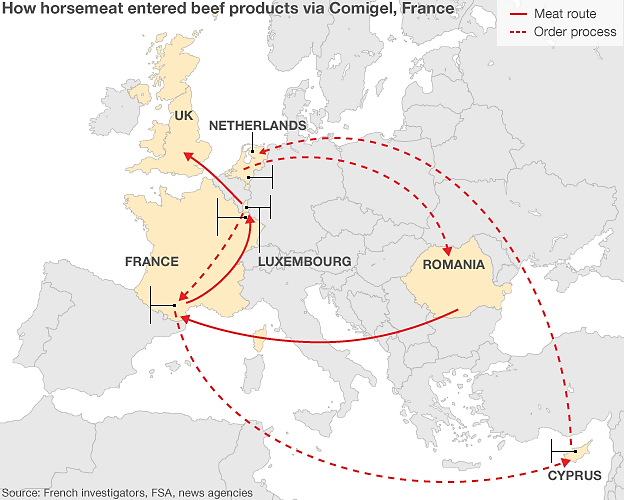 How horsemeat entered beef products via Comigel, France
Meat route
Order process
UK
NETHERLANDS
FRANCE
LUXEMBOURG
ROMANIA
CYPRUS
Source: French investigators, FSA, news agencies